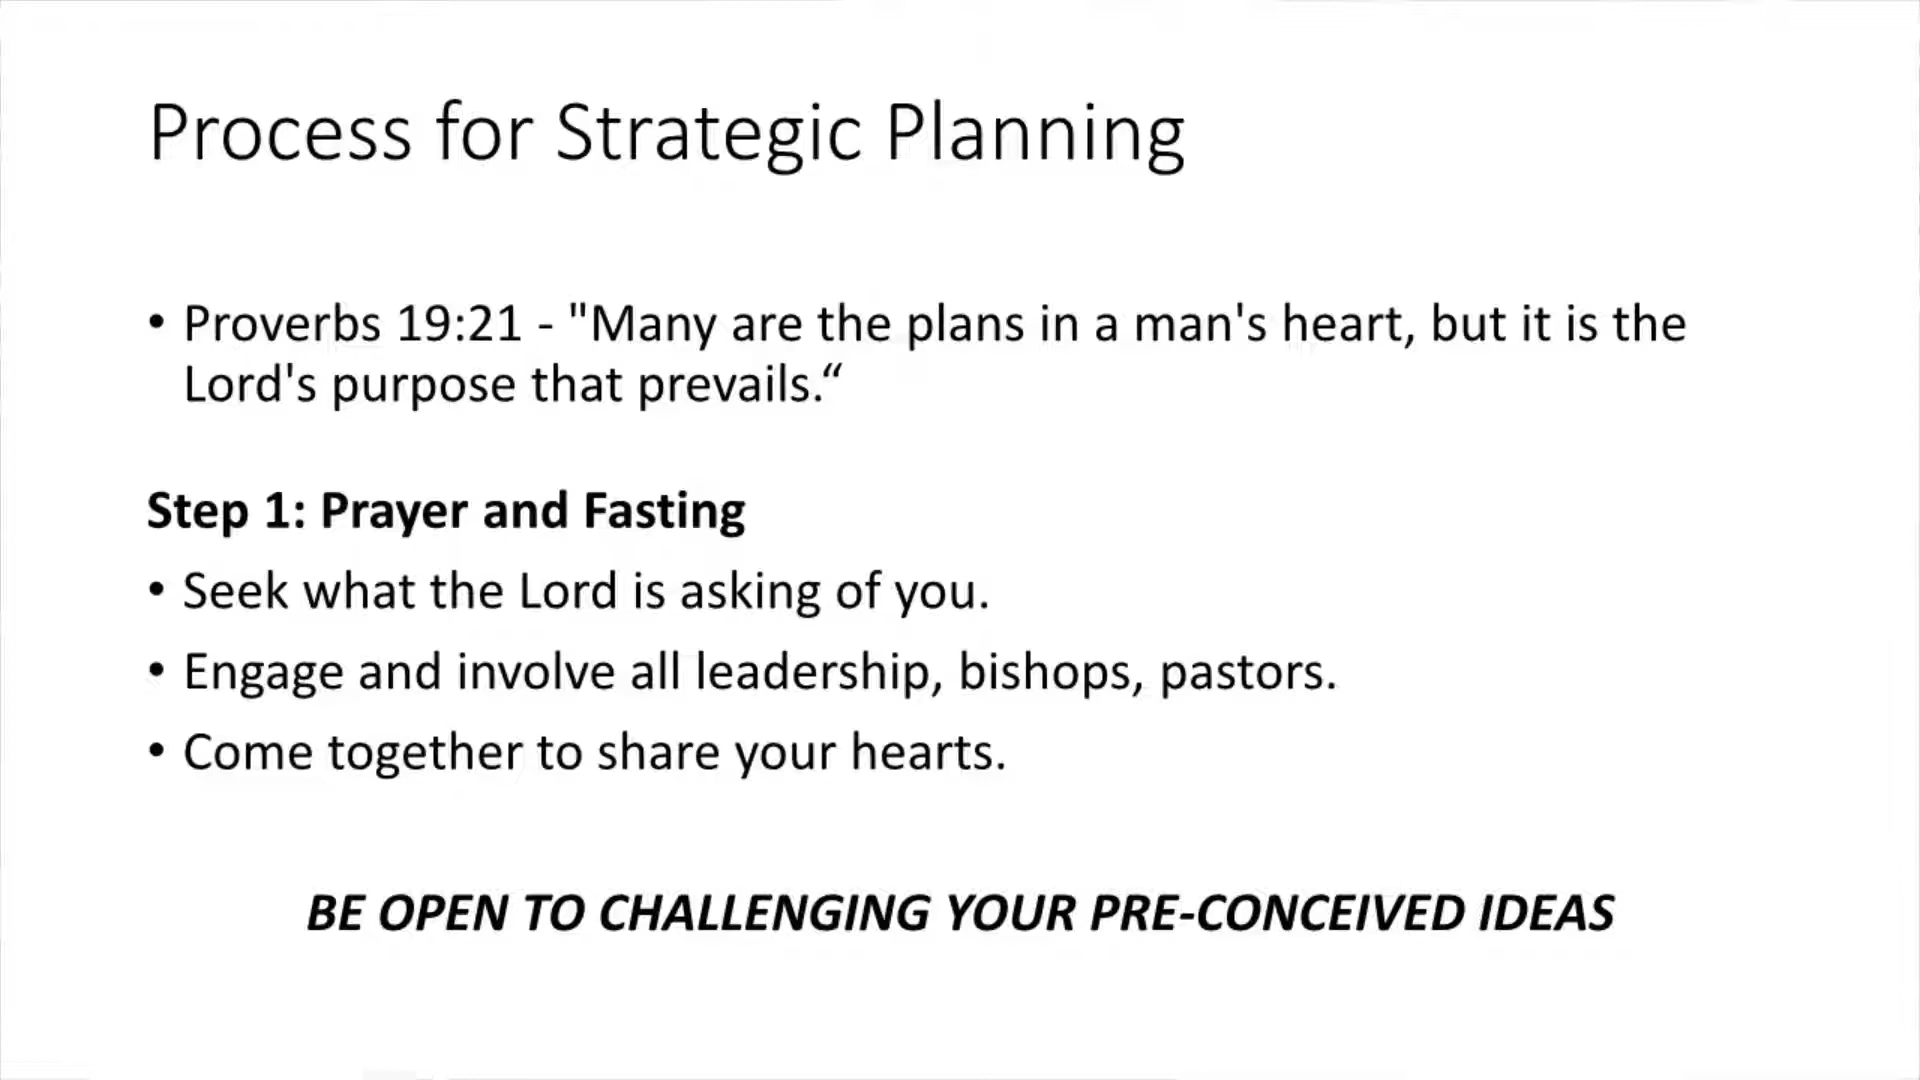 Process for Strategic Planning
• Proverbs 19:21 - "Many are the plans in a man's heart, but it is the
Lord's purpose that prevails.“
Step 1: Prayer and Fasting
• Seek what the Lord is asking of you.
• Engage and involve all leadership, bishops, pastors.
• Come together to share your hearts.
BE OPEN TO CHALLENGING YOUR PRE-CONCEIVED IDEAS